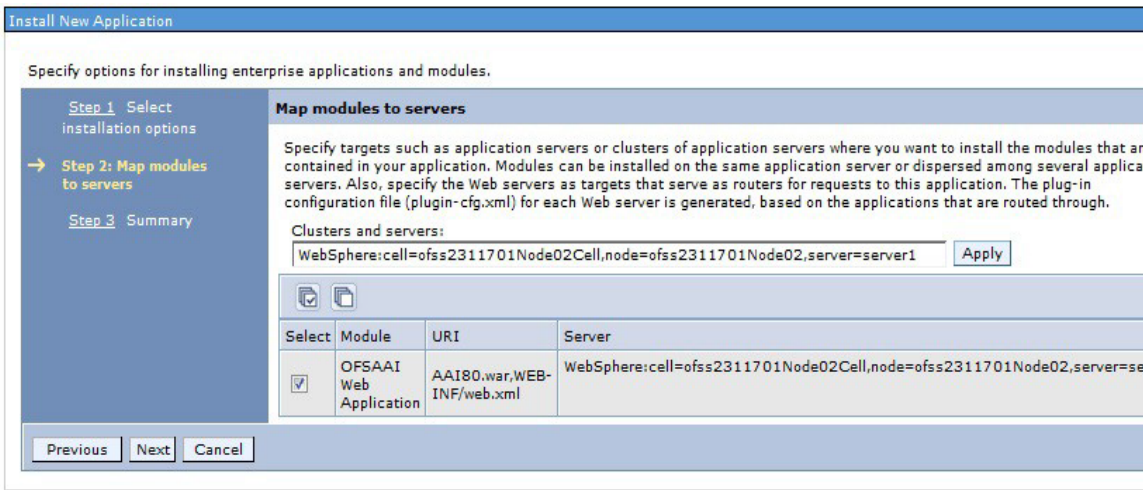 Install New Application
Specify options for installing enterprise applications and modules.
Step 1 Select
installation options
Step 2: Map modules
to servers
Step 3 Summary
Map modules to servers
Specify targets such as application servers or clusters of application servers where you want to install the modules that ar
contained in your application. Modules can be installed on the same application server or dispersed among several applica
servers. Also, specify the Web servers as targets that serve as routers for requests to this application. The plug-in
configuration file (plugin-cfg.xml) for each Web server is generated, based on the applications that are routed through.
Clusters and servers:
WebSphere:cell=ofss2311701Node02Cell,node=ofss2311701Node02,server=server1 Apply
Select Module URI Server
OFSAAI
Web
Application
AAI80.war,WEB-
INF/web.xml
WebSphere:cell=ofss2311701Node02Cell,node=ofss2311701Node02,server=se
Previous Next Cancel